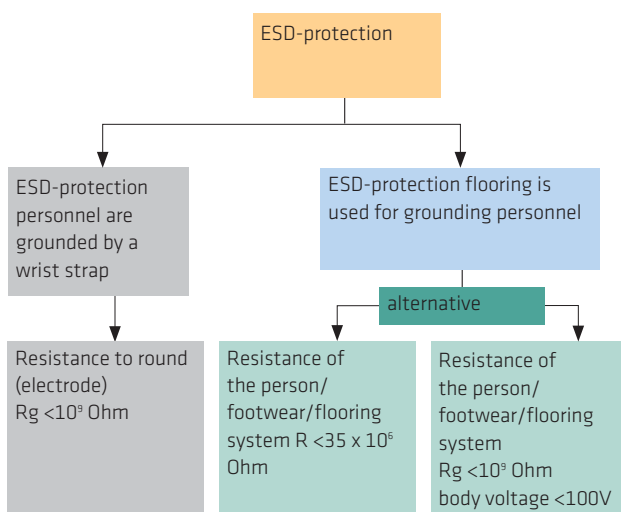 ESD-protection
ESD-protection
personnel are
grounded by a
wrist strap
ESD-protection flooring is
used for grounding personnel
alternative
Resistance to round
(electrode)
Rg <10⁹ Ohm
Resistance of
the person/
footwear/flooring
system R <35 x 10⁶
Ohm
Resistance of
the person/
footwear/flooring
system
Rg <10⁹ Ohm
body voltage <100V